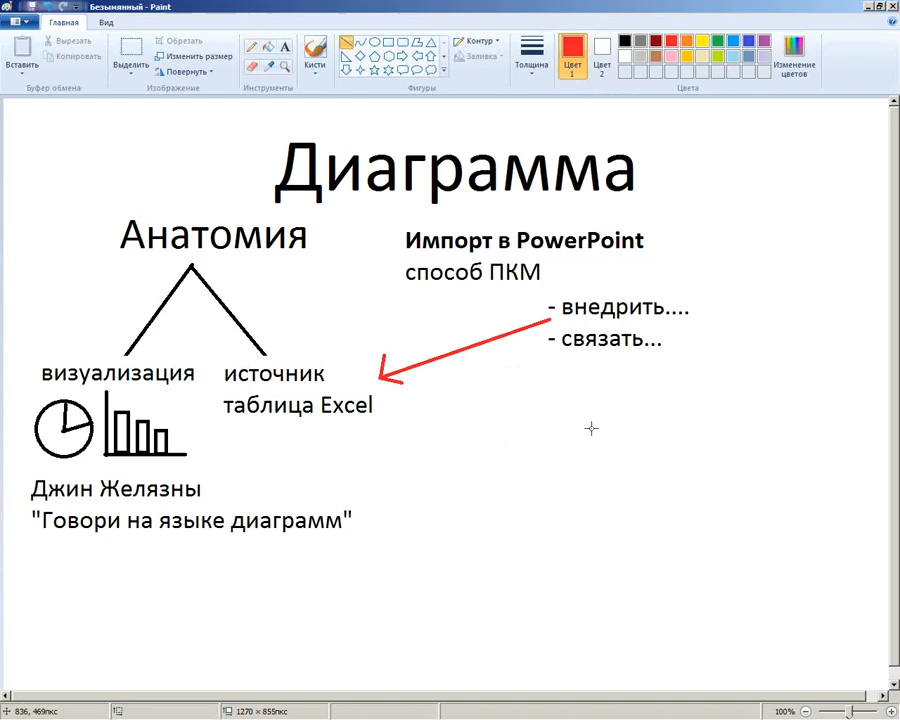 Безымянный - Paint
Главная
Вид
Вставить
Вырезать
Копировать
Буфер обмена
Выделить
Обрезать
Изменить размер
Повернуть
Изображение
A
Инструменты
Кисти
Фигуры
Контур
Заливка
Толщина
Цвет 1
Цвет 2
Изменение цветов
Цвета
Диаграмма
Анатомия
визуализация
источник
таблица Excel
Джин Желязны
"Говори на языке диаграмм"
Импорт в PowerPoint
способ ПКМ
- внедрить....
- связать...
836, 469пкс
1270 × 855пкс
100%